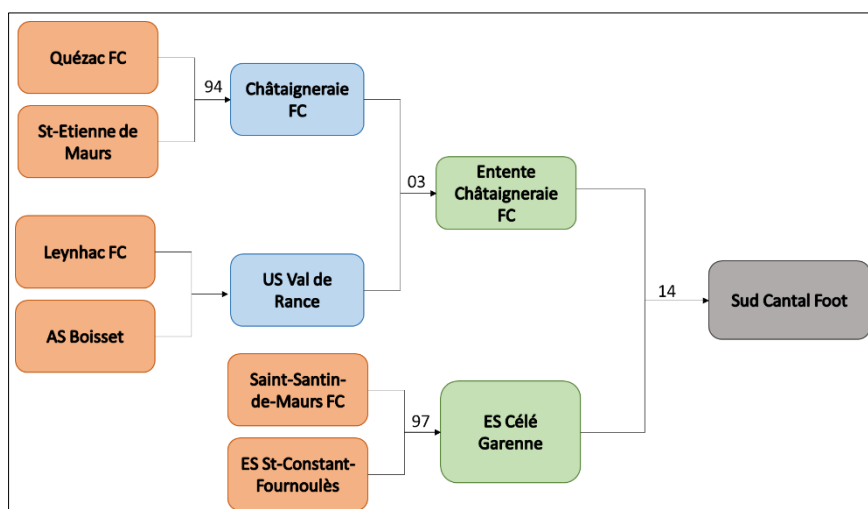 Quézac FC
St-Etienne de
Maurs
94
Châtaigneraie
FC
03
Entente
Châtaigneraie
FC
Leynhac FC
AS Boisset
US Val de
Rance
14
Sud Cantal Foot
Saint-Santin-
de-Maurs FC
ES St-Constant-
Fournoulès
97
ES Célé
Garenne